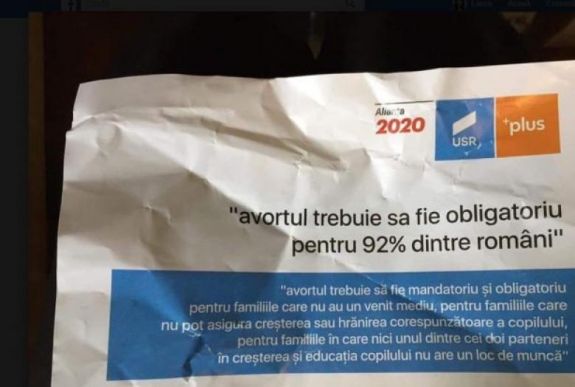 Alianța
2020
USR
+plus
"avortul trebuie sa fie obligatoriu
pentru 92% dintre români"
"avortul trebuie să fie mandatoriu și obligatoriu
pentru familiile care nu au un venit mediu, pentru familiile care
nu pot asigura creșterea sau hrănirea corespunzătoare a copilului,
pentru familiile în care nici unul dintre cei doi parteneri
în creșterea și educația copilului nu are un loc de muncă"